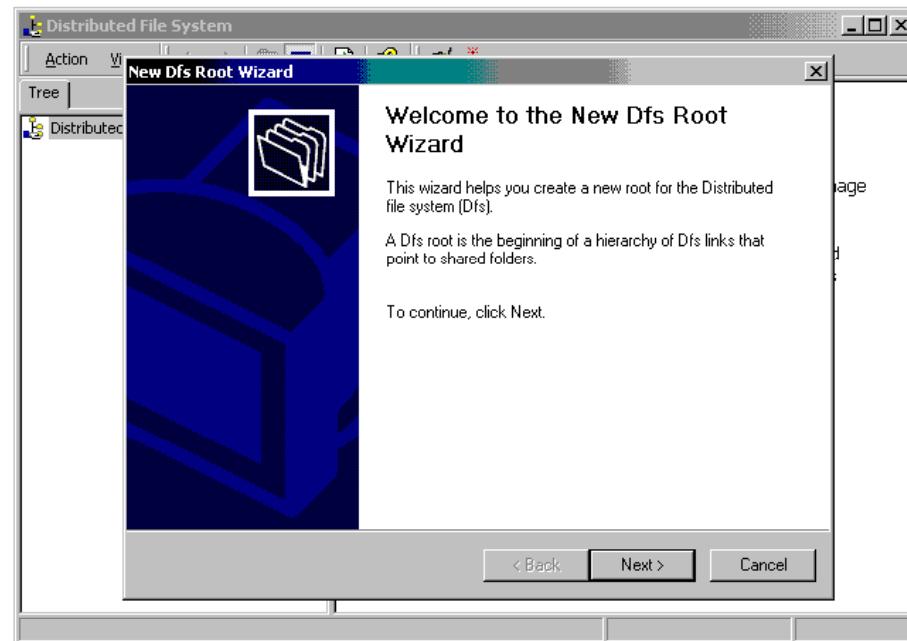 Distributed File System
Action
New Dfs Root Wizard
Tree
Welcome to the New Dfs Root
Wizard
This wizard helps you create a new root for the Distributed
file system (Dfs).
A Dfs root is the beginning of a hierarchy of Dfs links that
point to shared folders.
To continue, click Next.
< Back
Next >
Cancel